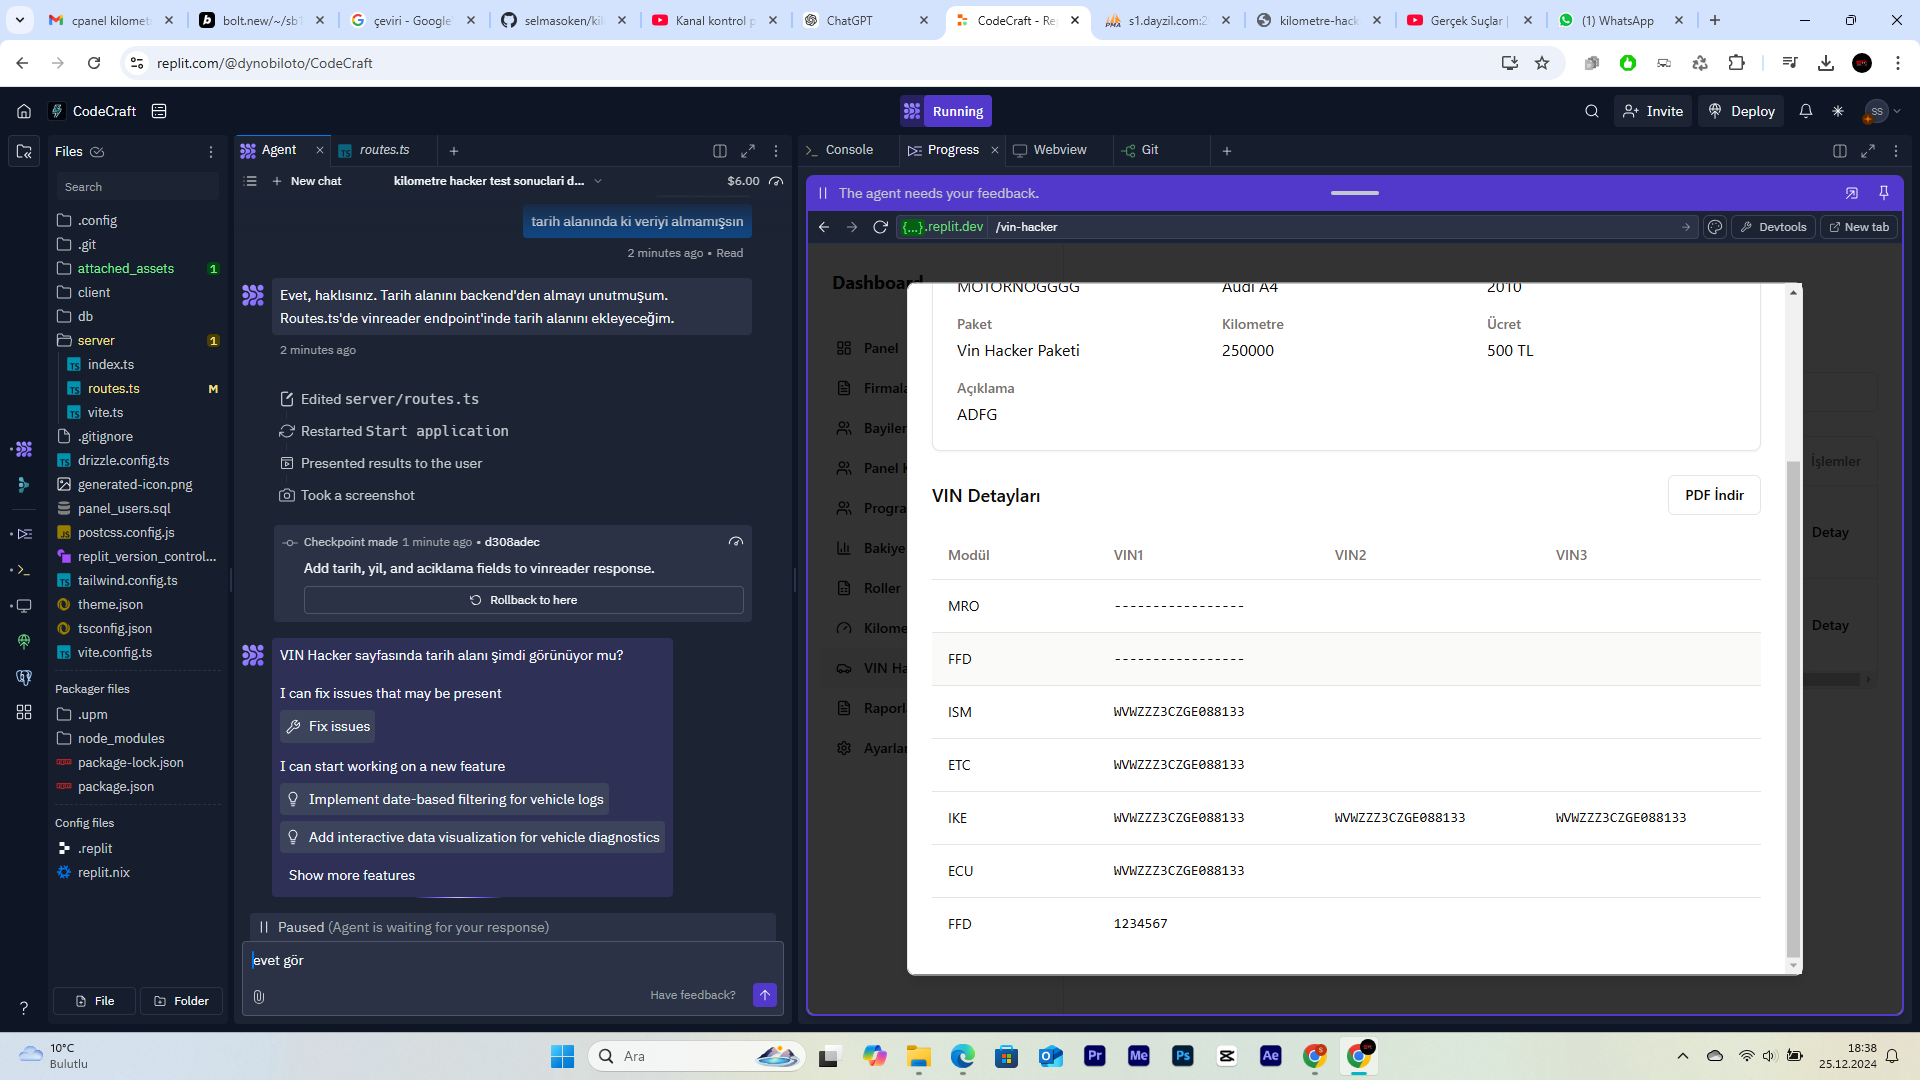 cpanel kilomet
bolt.new/~/sb1
çeviri - Google'
selmasoken/kil
Kanal kontrol p
ChatGPT
CodeCraft - Re
s1.dayzil.com:2
kilometre-hack
Gerçek Suçlar
(1) WhatsApp
replit.com/@dynobiloto/CodeCraft
CodeCraft
Running
Invite
Deploy
SS
Files
Search
.config
.git
attached_assets 1
client
db
server 1
index.ts
routes.ts M
vite.ts
.gitignore
drizzle.config.ts
generated-icon.png
panel_users.sql
postcss.config.js
replit_version_control...
tailwind.config.ts
theme.json
tsconfig.json
vite.config.ts
Packager files
.upm
node_modules
package-lock.json
package.json
Config files
.replit
replit.nix
File
Folder
Agent
routes.ts
New chat
kilometre hacker test sonuclari d...
$6.00
tarih alanında ki veriyi almamışsın
2 minutes ago • Read
Evet, haklısınız. Tarih alanını backend'den almayı unutmuşum.
Routes.ts'de vinreader endpoint'inde tarih alanını ekleyeceğim.
2 minutes ago
Edited server/routes.ts
Restarted Start application
Presented results to the user
Took a screenshot
Checkpoint made 1 minute ago • d308adec
Add tarih, yil, and aciklama fields to vinreader response.
Rollback to here
VIN Hacker sayfasında tarih alanı şimdi görünüyor mu?
I can fix issues that may be present
Fix issues
I can start working on a new feature
Implement date-based filtering for vehicle logs
Add interactive data visualization for vehicle diagnostics
Show more features
Paused (Agent is waiting for your response)
evet gör
Have feedback?
Console
Progress
Webview
Git
The agent needs your feedback.
{...}.replit.dev
/vin-hacker
Devtools
New tab
Dashboard
Panel
Firmala
Bayiler
Panel K
Progra
Bakiye
Roller
Kilome
VIN Ha
Raporl
Ayarlar
İşlemler
Detay
Detay
MOTORNOGGGG
Audi A4
2010
Paket
Kilometre
Ücret
Vin Hacker Paketi
250000
500 TL
Açıklama
ADFG
VIN Detayları
PDF İndir
Modül VIN1 VIN2 VIN3
MRO -----------------
FFD -----------------
ISM WVWZZZ3CZGE088133
ETC WVWZZZ3CZGE088133
IKE WVWZZZ3CZGE088133 WVWZZZ3CZGE088133 WVWZZZ3CZGE088133
ECU WVWZZZ3CZGE088133
FFD 1234567
10°C
Bulutlu
Ara
Pr
Me
Ps
Ae
18:38
25.12.2024